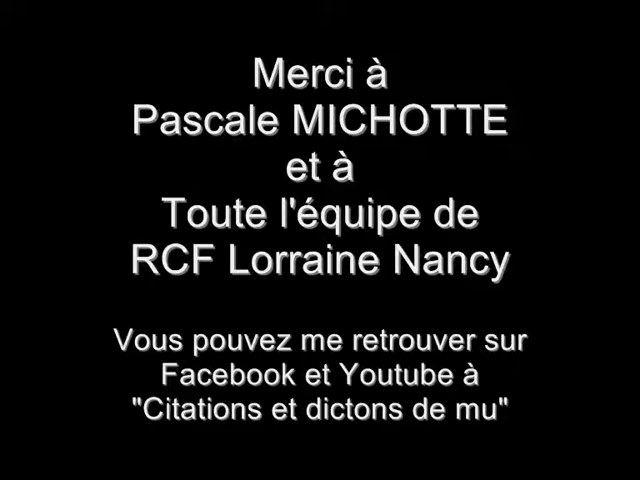 Merci à
Pascale MICHOTTE
et à
Toute l'équipe de
RCF Lorraine Nancy
Vous pouvez me retrouver sur
Facebook et Youtube à
"Citations et dictons de mu"